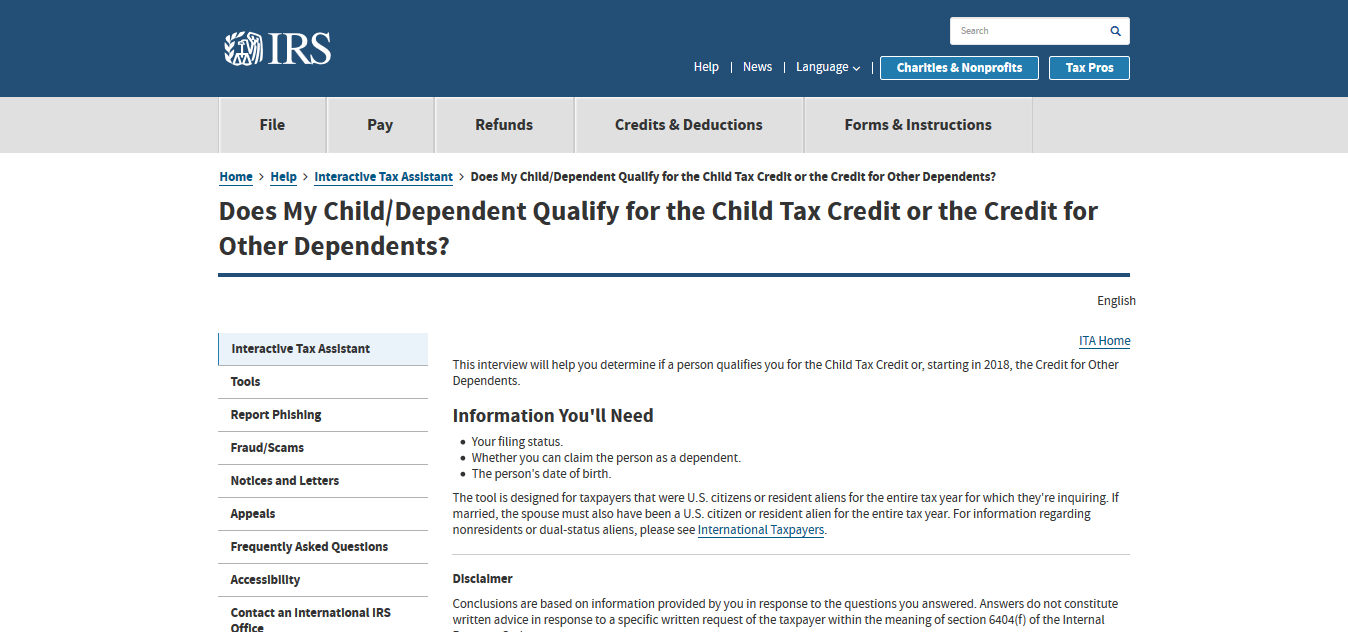 IRS
Search
Help | News | Language | Charities & Nonprofits Tax Pros
File Pay Refunds Credits & Deductions Forms & Instructions
Home > Help > Interactive Tax Assistant > Does My Child/Dependent Qualify for the Child Tax Credit or the Credit for Other Dependents?
Does My Child/Dependent Qualify for the Child Tax Credit or the Credit for
Other Dependents?
English
Interactive Tax Assistant
Tools
Report Phishing
Fraud/Scams
Notices and Letters
Appeals
Frequently Asked Questions
Accessibility
Contact an International IRS
Office
ITA Home
This interview will help you determine if a person qualifies you for the Child Tax Credit or, starting in 2018, the Credit for Other
Dependents.
Information You'll Need
• Your filing status.
• Whether you can claim the person as a dependent.
• The person's date of birth.
The tool is designed for taxpayers that were U.S. citizens or resident aliens for the entire tax year for which they're inquiring. If
married, the spouse must also have been a U.S. citizen or resident alien for the entire tax year. For information regarding
nonresidents or dual-status aliens, please see International Taxpayers.
Disclaimer
Conclusions are based on information provided by you in response to the questions you answered. Answers do not constitute
written advice in response to a specific written request of the taxpayer within the meaning of section 6404(f) of the Internal